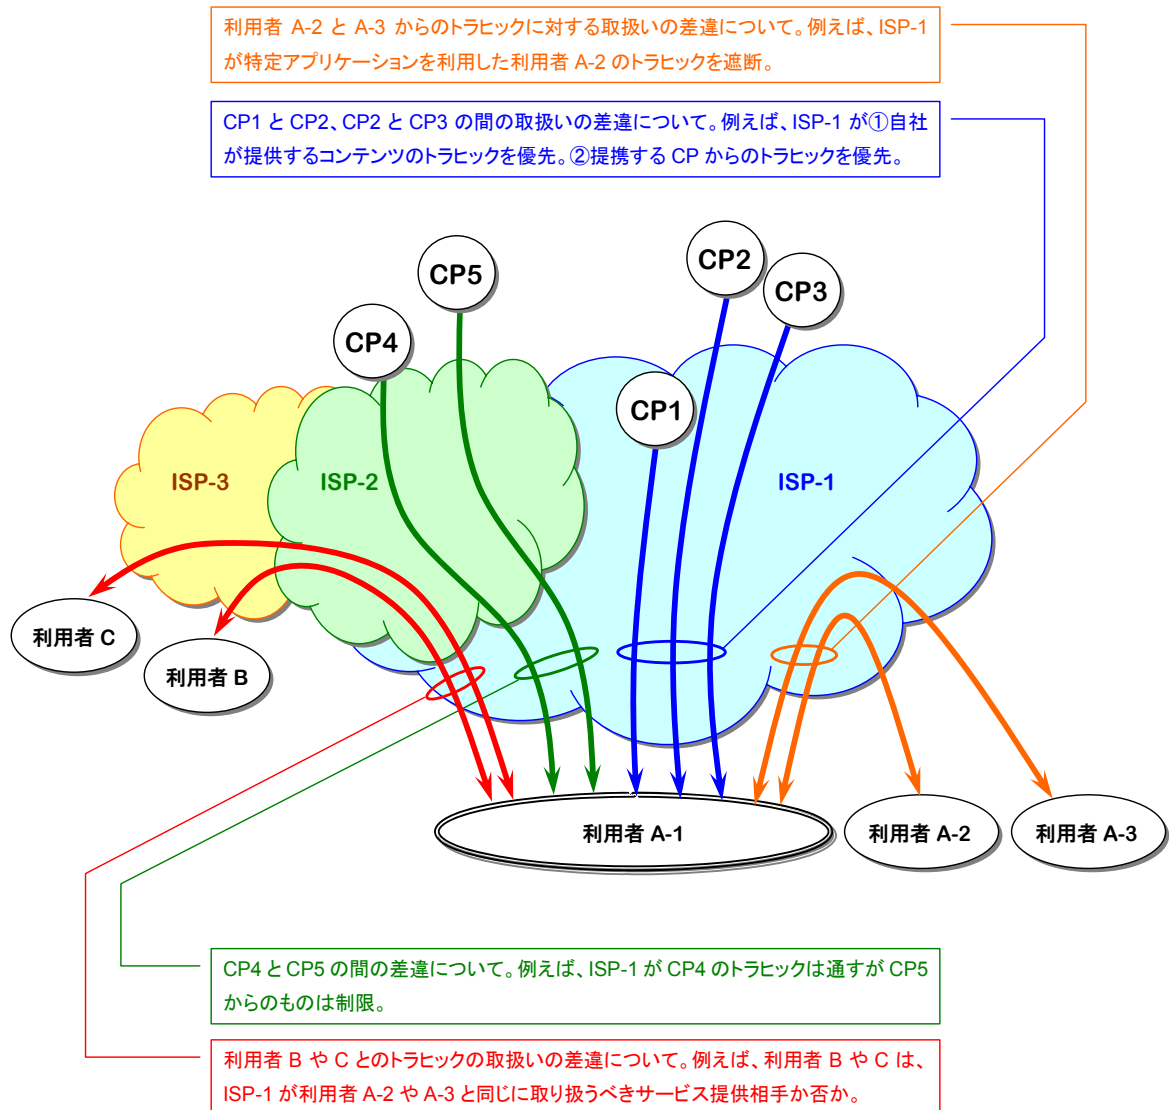 利用者 A-2 と A-3 からのトラヒックに対する取扱いの差違について。例えば、ISP-1
が特定アプリケーションを利用した利用者 A-2 のトラヒックを遮断。
CP1 と CP2、CP2 と CP3 の間の取扱いの差違について。例えば、ISP-1 が①自社
が提供するコンテンツのトラヒックを優先。②提携する CP からのトラヒックを優先。
CP5
CP2
CP3
CP4
CP1
ISP-3
ISP-2
ISP-1
利用者 C
利用者 B
利用者 A-1
利用者 A-2
利用者 A-3
CP4 と CP5 の間の差違について。例えば、ISP-1 が CP4 のトラヒックは通すが CP5
からのものは制限。
利用者 B や C とのトラヒックの取扱いの差違について。例えば、利用者 B や C は、
ISP-1 が利用者 A-2 や A-3 と同じに取り扱うべきサービス提供相手か否か。